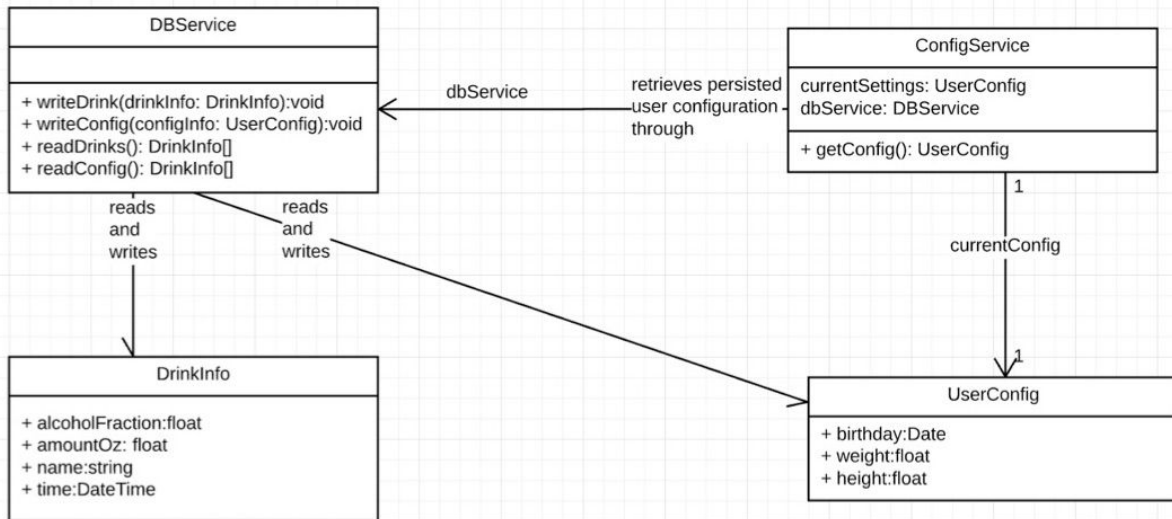 DBService
+ writeDrink(drinkInfo: DrinkInfo):void
+ writeConfig(configInfo: UserConfig):void
+ readDrinks(): DrinkInfo[]
+ readConfig(): DrinkInfo[]
dbService
retrieves persisted
user configuration
through
ConfigService
currentSettings: UserConfig
dbService: DBService
+ getConfig(): UserConfig
reads
and
writes
reads
and
writes
1
currentConfig
1
DrinkInfo
+ alcoholFraction:float
+ amountOz: float
+ name:string
+ time:DateTime
UserConfig
+ birthday:Date
+ weight:float
+ height:float